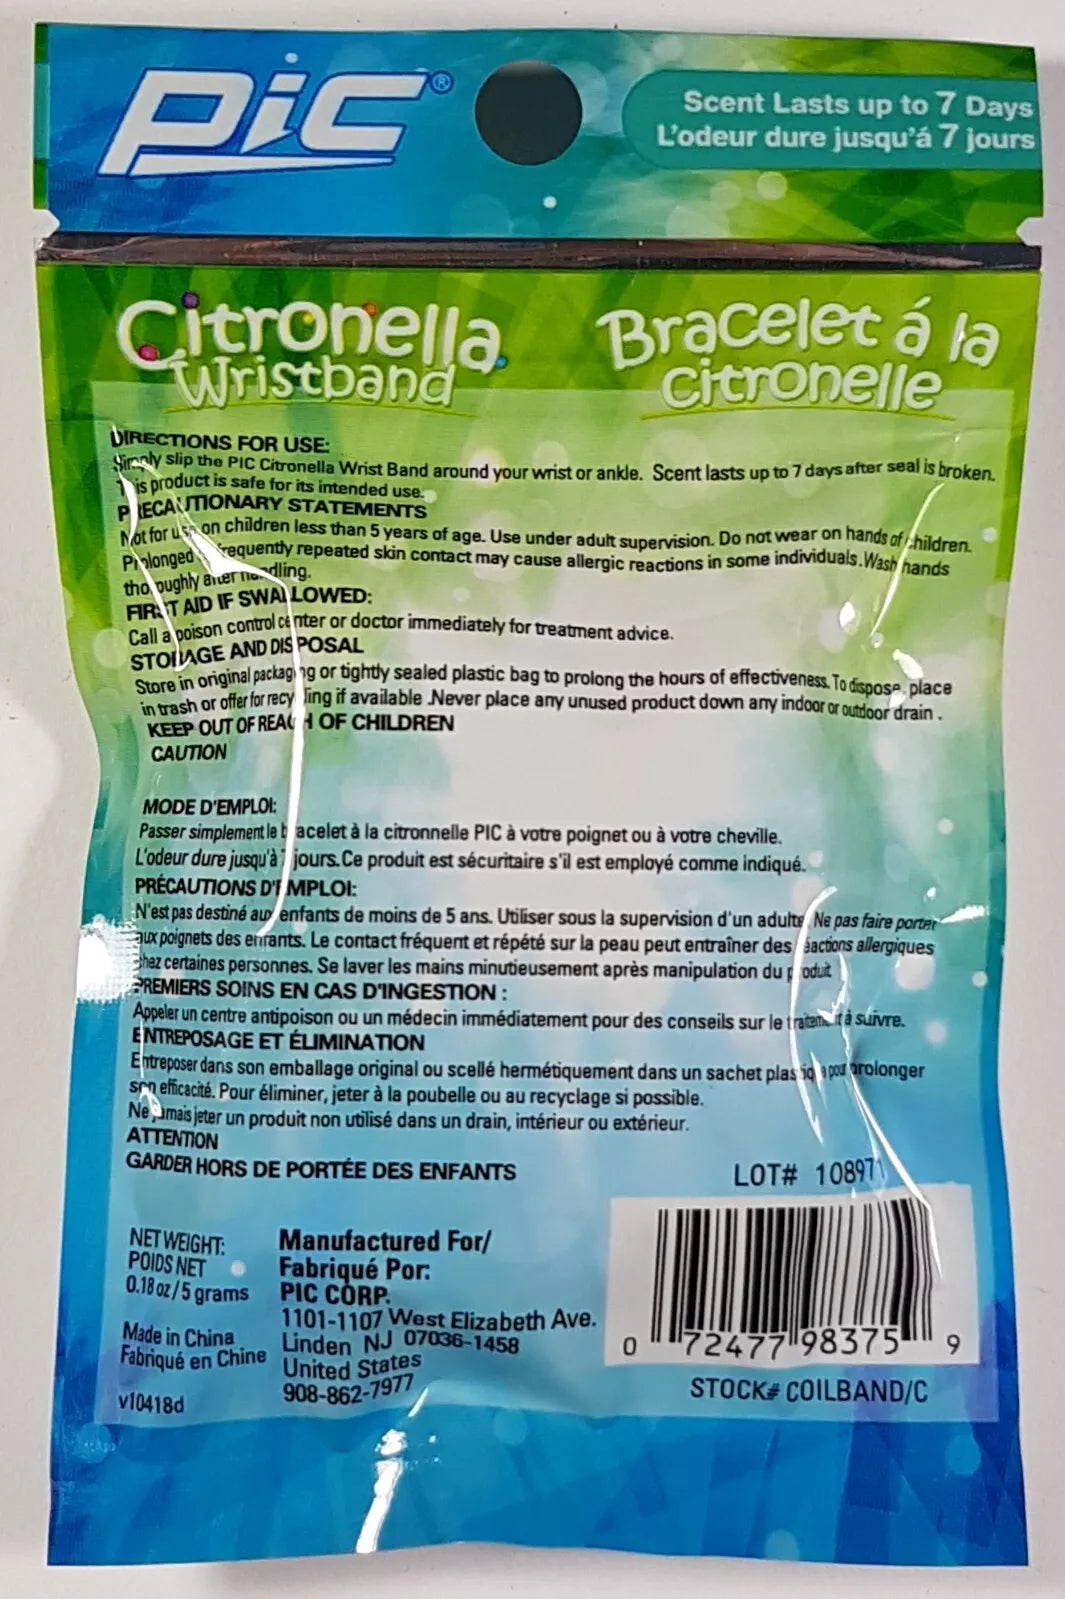 PIC®
Scent Lasts up to 7 Days
L'odeur dure jusqu'á 7 jours
Citronella
Wristband
Bracelet á la
citronelle
DIRECTIONS FOR USE:
Simply slip the PIC Citronella Wrist Band around your wrist or ankle. Scent lasts up to 7 days after seal is broken.
This product is safe for its intended use.
PRECAUTIONARY STATEMENTS
Not for use on children less than 5 years of age. Use under adult supervision. Do not wear on hands of children.
Prolonged frequently repeated skin contact may cause allergic reactions in some individuals. Wash hands
thoroughly after handling.
FIRST AID IF SWALLOWED:
Call a poison control center or doctor immediately for treatment advice.
STORAGE AND DISPOSAL
Store in original packaging or tightly sealed plastic bag to prolong the hours of effectiveness. To dispose, place
in trash or offer for recycling if available .Never place any unused product down any indoor or outdoor drain .
KEEP OUT OF REACH OF CHILDREN
CAUTION
MODE D'EMPLOI:
Passer simplement le bracelet à la citronnelle PIC à votre poignet ou à votre cheville.
L'odeur dure jusqu'à jours. Ce produit est sécuritaire s'il est employé comme indiqué.
PRÉCAUTIONS D'EMPLOI:
N'est pas destiné aux enfants de moins de 5 ans. Utiliser sous la supervision d'un adulte. Ne pas faire porter
aux poignets des enfants. Le contact fréquent et répété sur la peau peut entraîner des réactions allergiques
chez certaines personnes. Se laver les mains minutieusement après manipulation du produit
PREMIERS SOINS EN CAS D'INGESTION :
Appeler un centre antipoison ou un médecin immédiatement pour des conseils sur le traitement à suivre.
ENTREPOSAGE ET ÉLIMINATION
Entreposer dans son emballage original ou scellé hermétiquement dans un sachet plastique pour prolonger
son efficacité. Pour éliminer, jeter à la poubelle ou au recyclage si possible.
Ne jamais jeter un produit non utilisé dans un drain, intérieur ou extérieur.
ATTENTION
GARDER HORS DE PORTÉE DES ENFANTS
LOT# 108971
NET WEIGHT:
POIDS NET
0.18 oz / 5 grams
Made in China
Fabriqué en Chine
v10418d
Manufactured For/
Fabriqué Por:
PIC CORP.
1101-1107 West Elizabeth Ave.
Linden NJ 07036-1458
United States
908-862-7977
0 72477 98375 9
STOCK# COILBAND/C